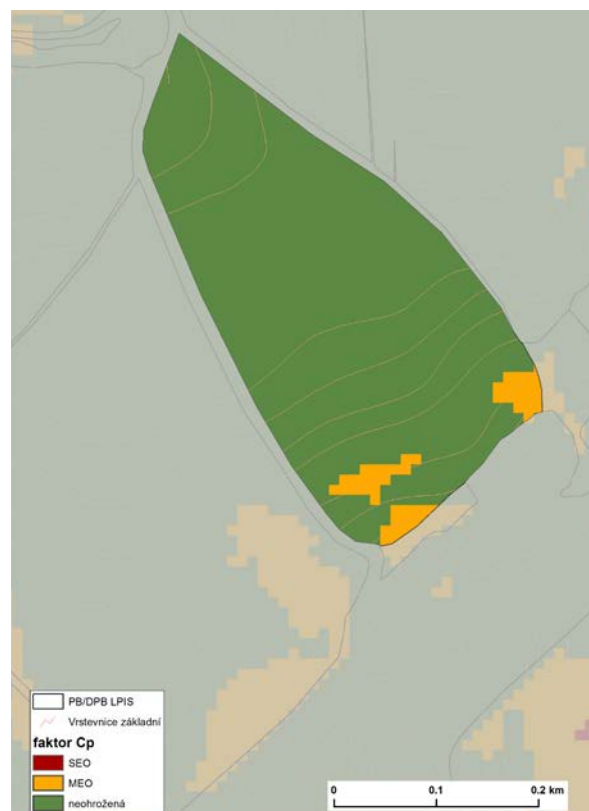 PB/DPB LPIS
Vrstevnice základní
faktor Cp
SEO
MEO
neohrožená
0 0.1 0.2 km